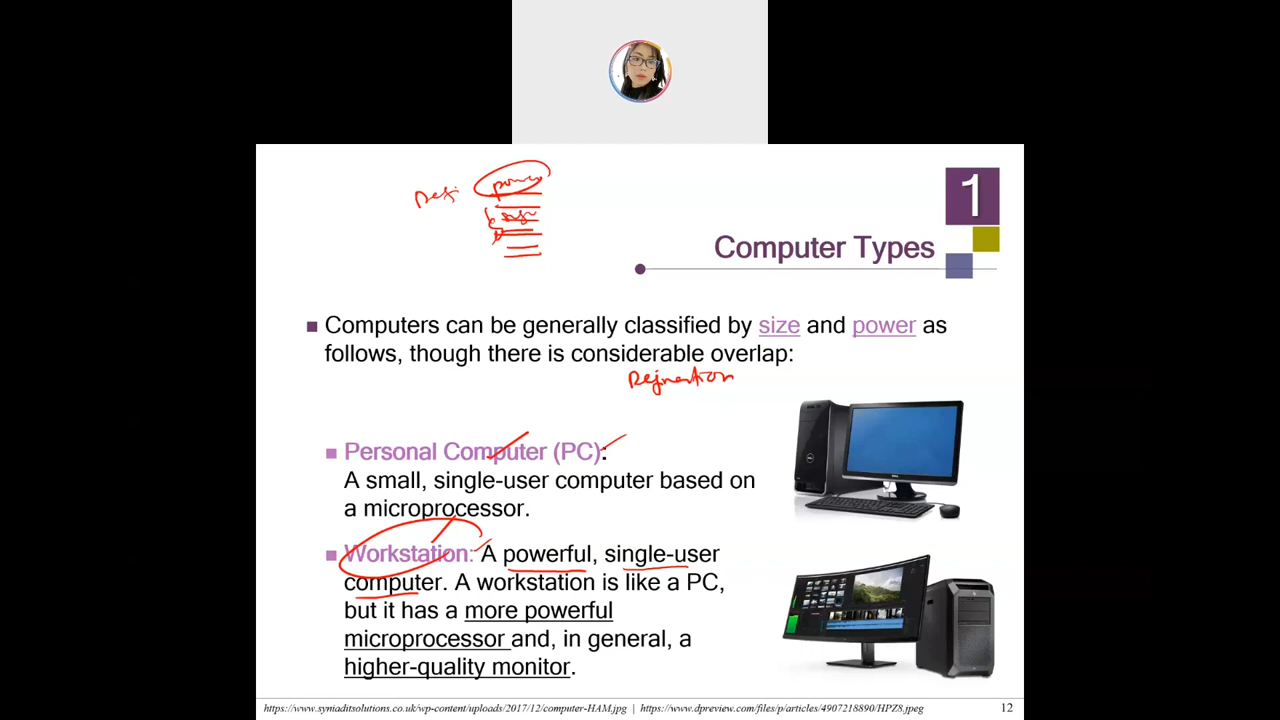 power
1
Computer Types
Computers can be generally classified by size and power as
follows, though there is considerable overlap:
Personal Computer (PC):
A small, single-user computer based on
a microprocessor.
Workstation: A powerful, single-user
computer. A workstation is like a PC,
but it has a more powerful
microprocessor and, in general, a
higher-quality monitor.
https://www.syniaditsolutions.co.uk/wp-content/uploads/2017/12/computer-HAM.jpg | https://www.dpreview.com/files/p/articles/4907218890/HPZ8.jpeg
12